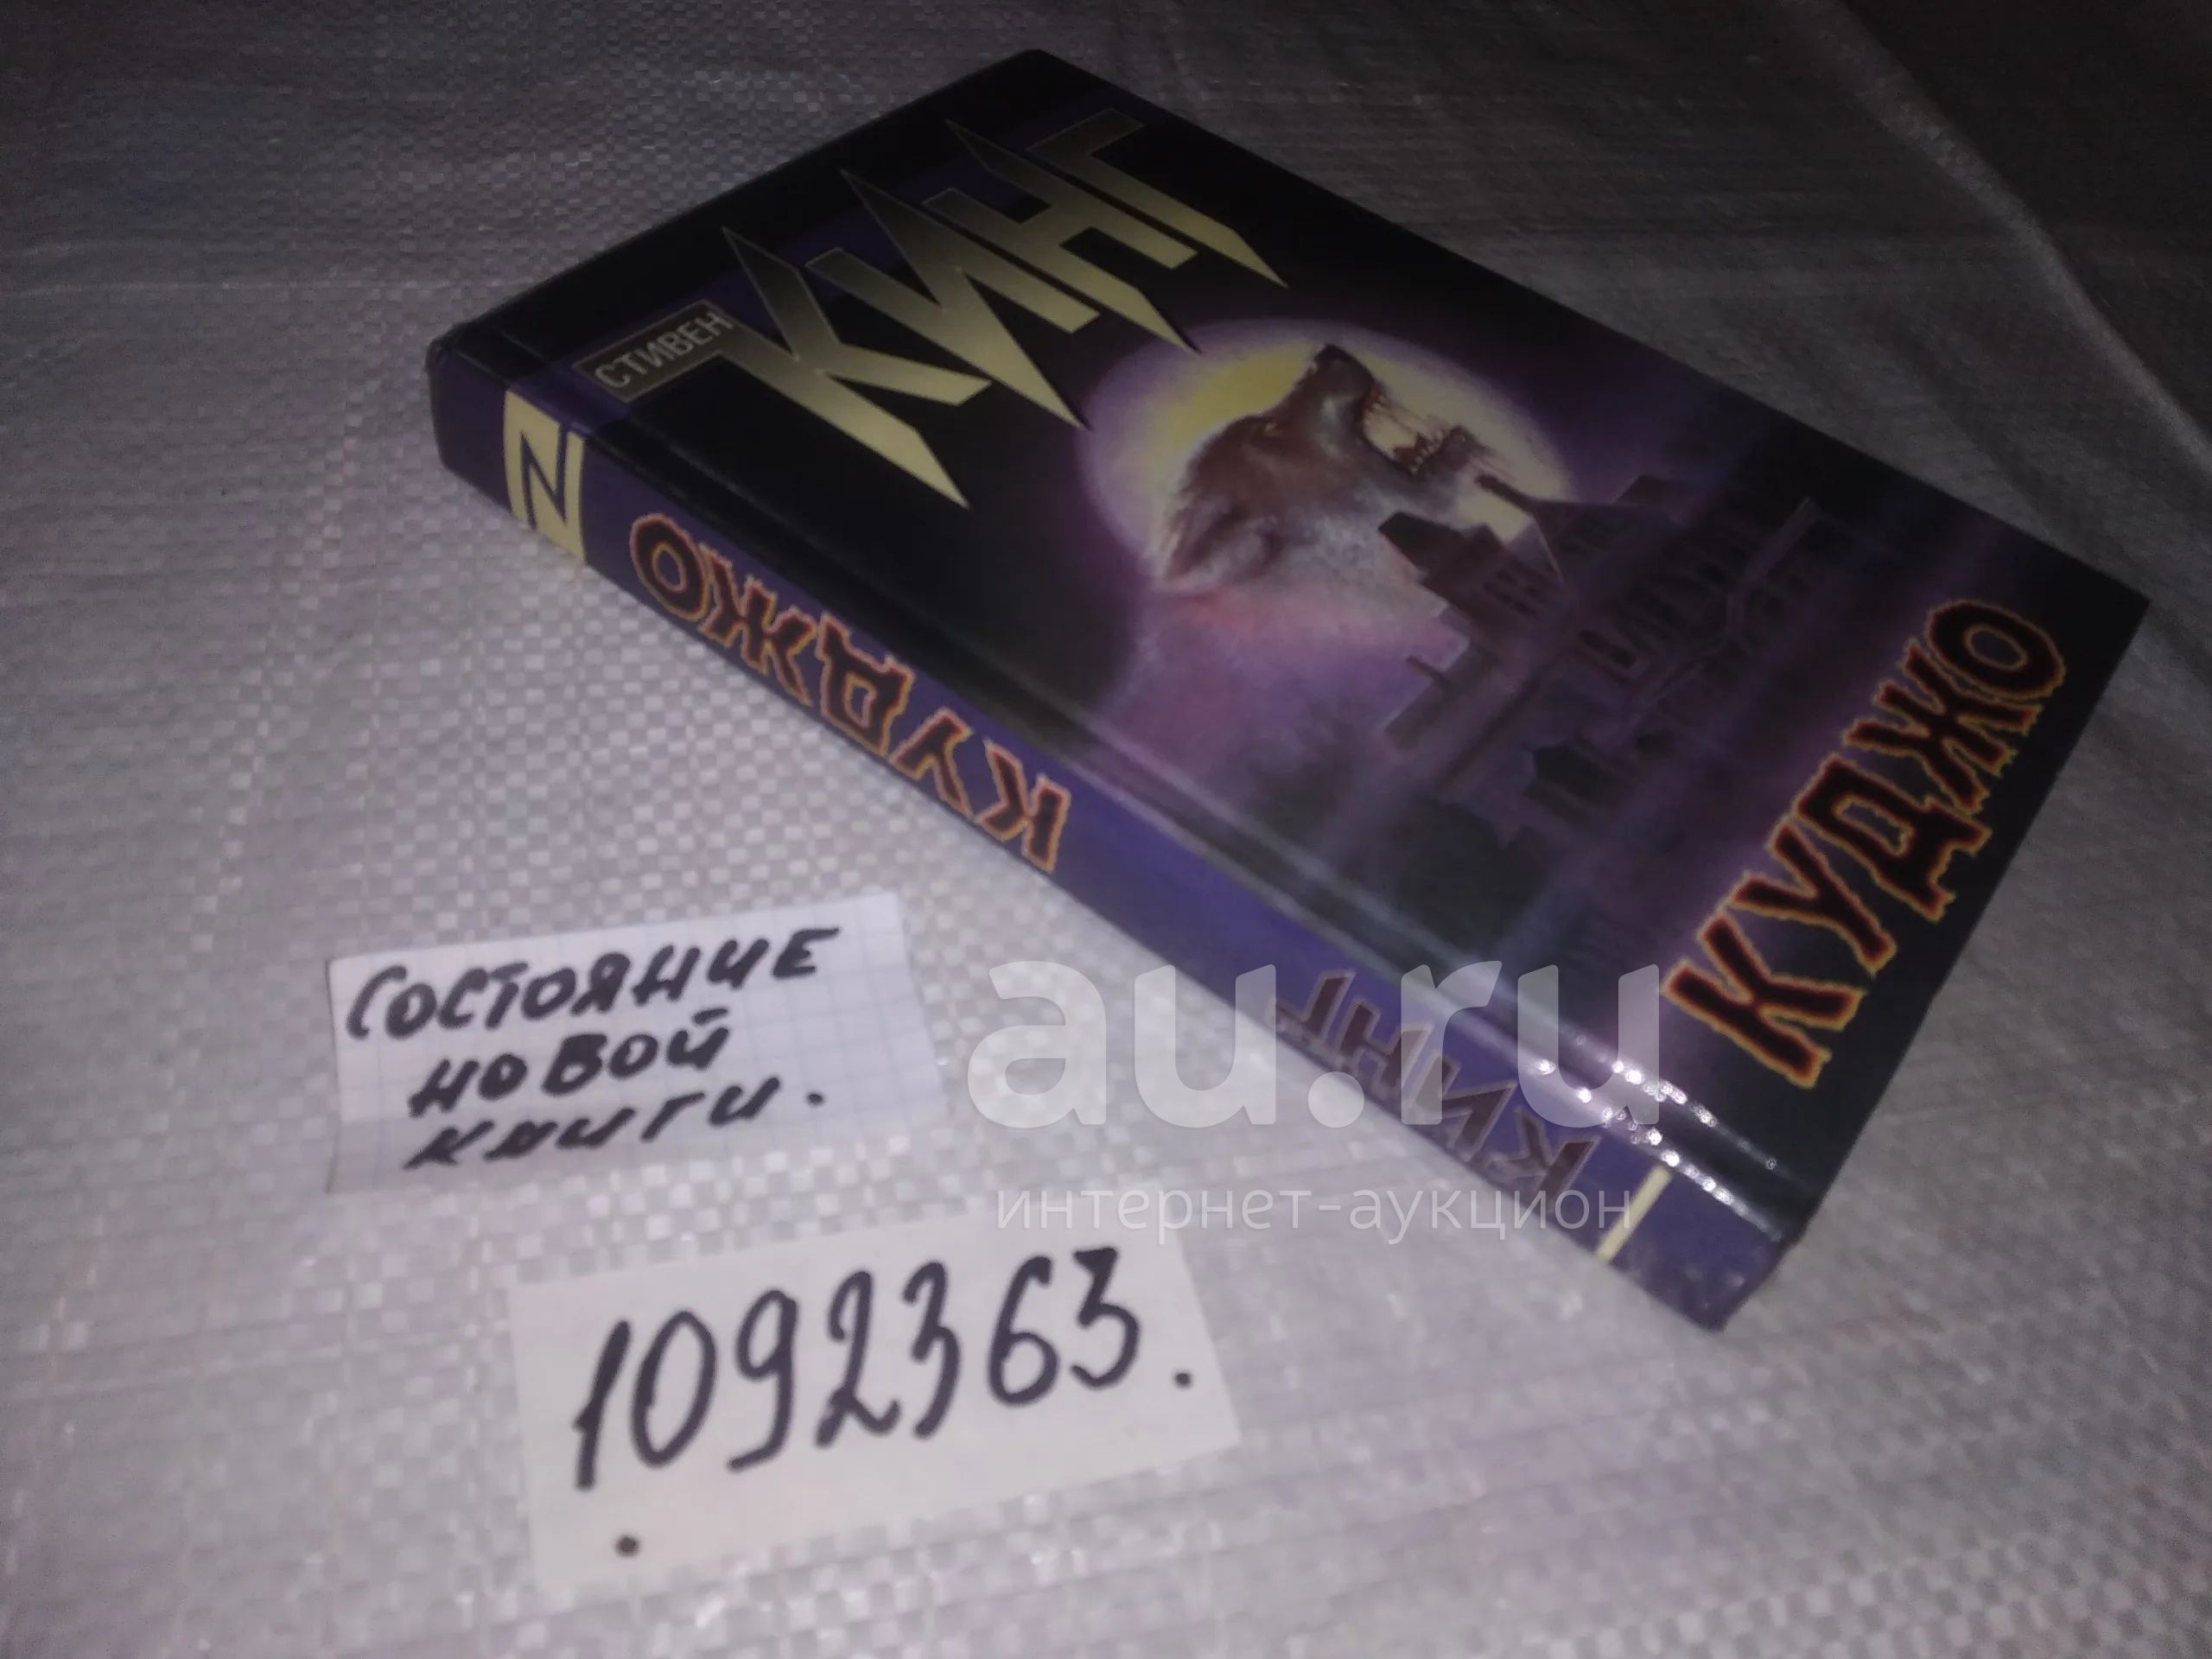 СТИВЕН
КИНГ
КУДЖО
КУДЖО
КИНГ
СОСТОЯНИЕ
НОВОЙ
КНИГИ.
1092363.
au.ru
интернет-аукцион